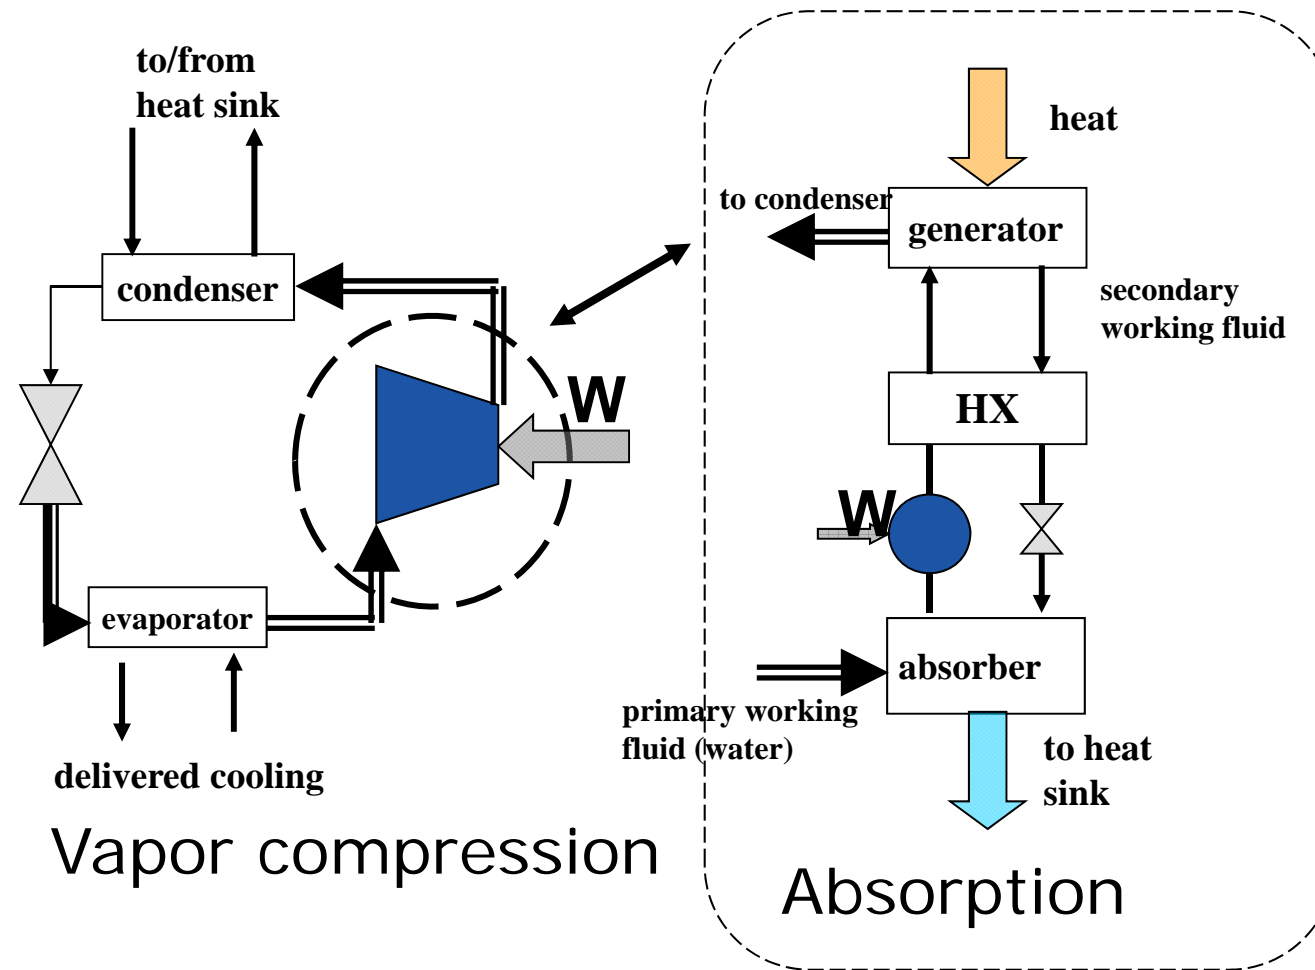 to/from
heat sink
condenser
W
evaporator
delivered cooling
Vapor compression
heat
to condenser
generator
secondary
working fluid
HX
W
absorber
primary working
fluid (water)
to heat
sink
Absorption